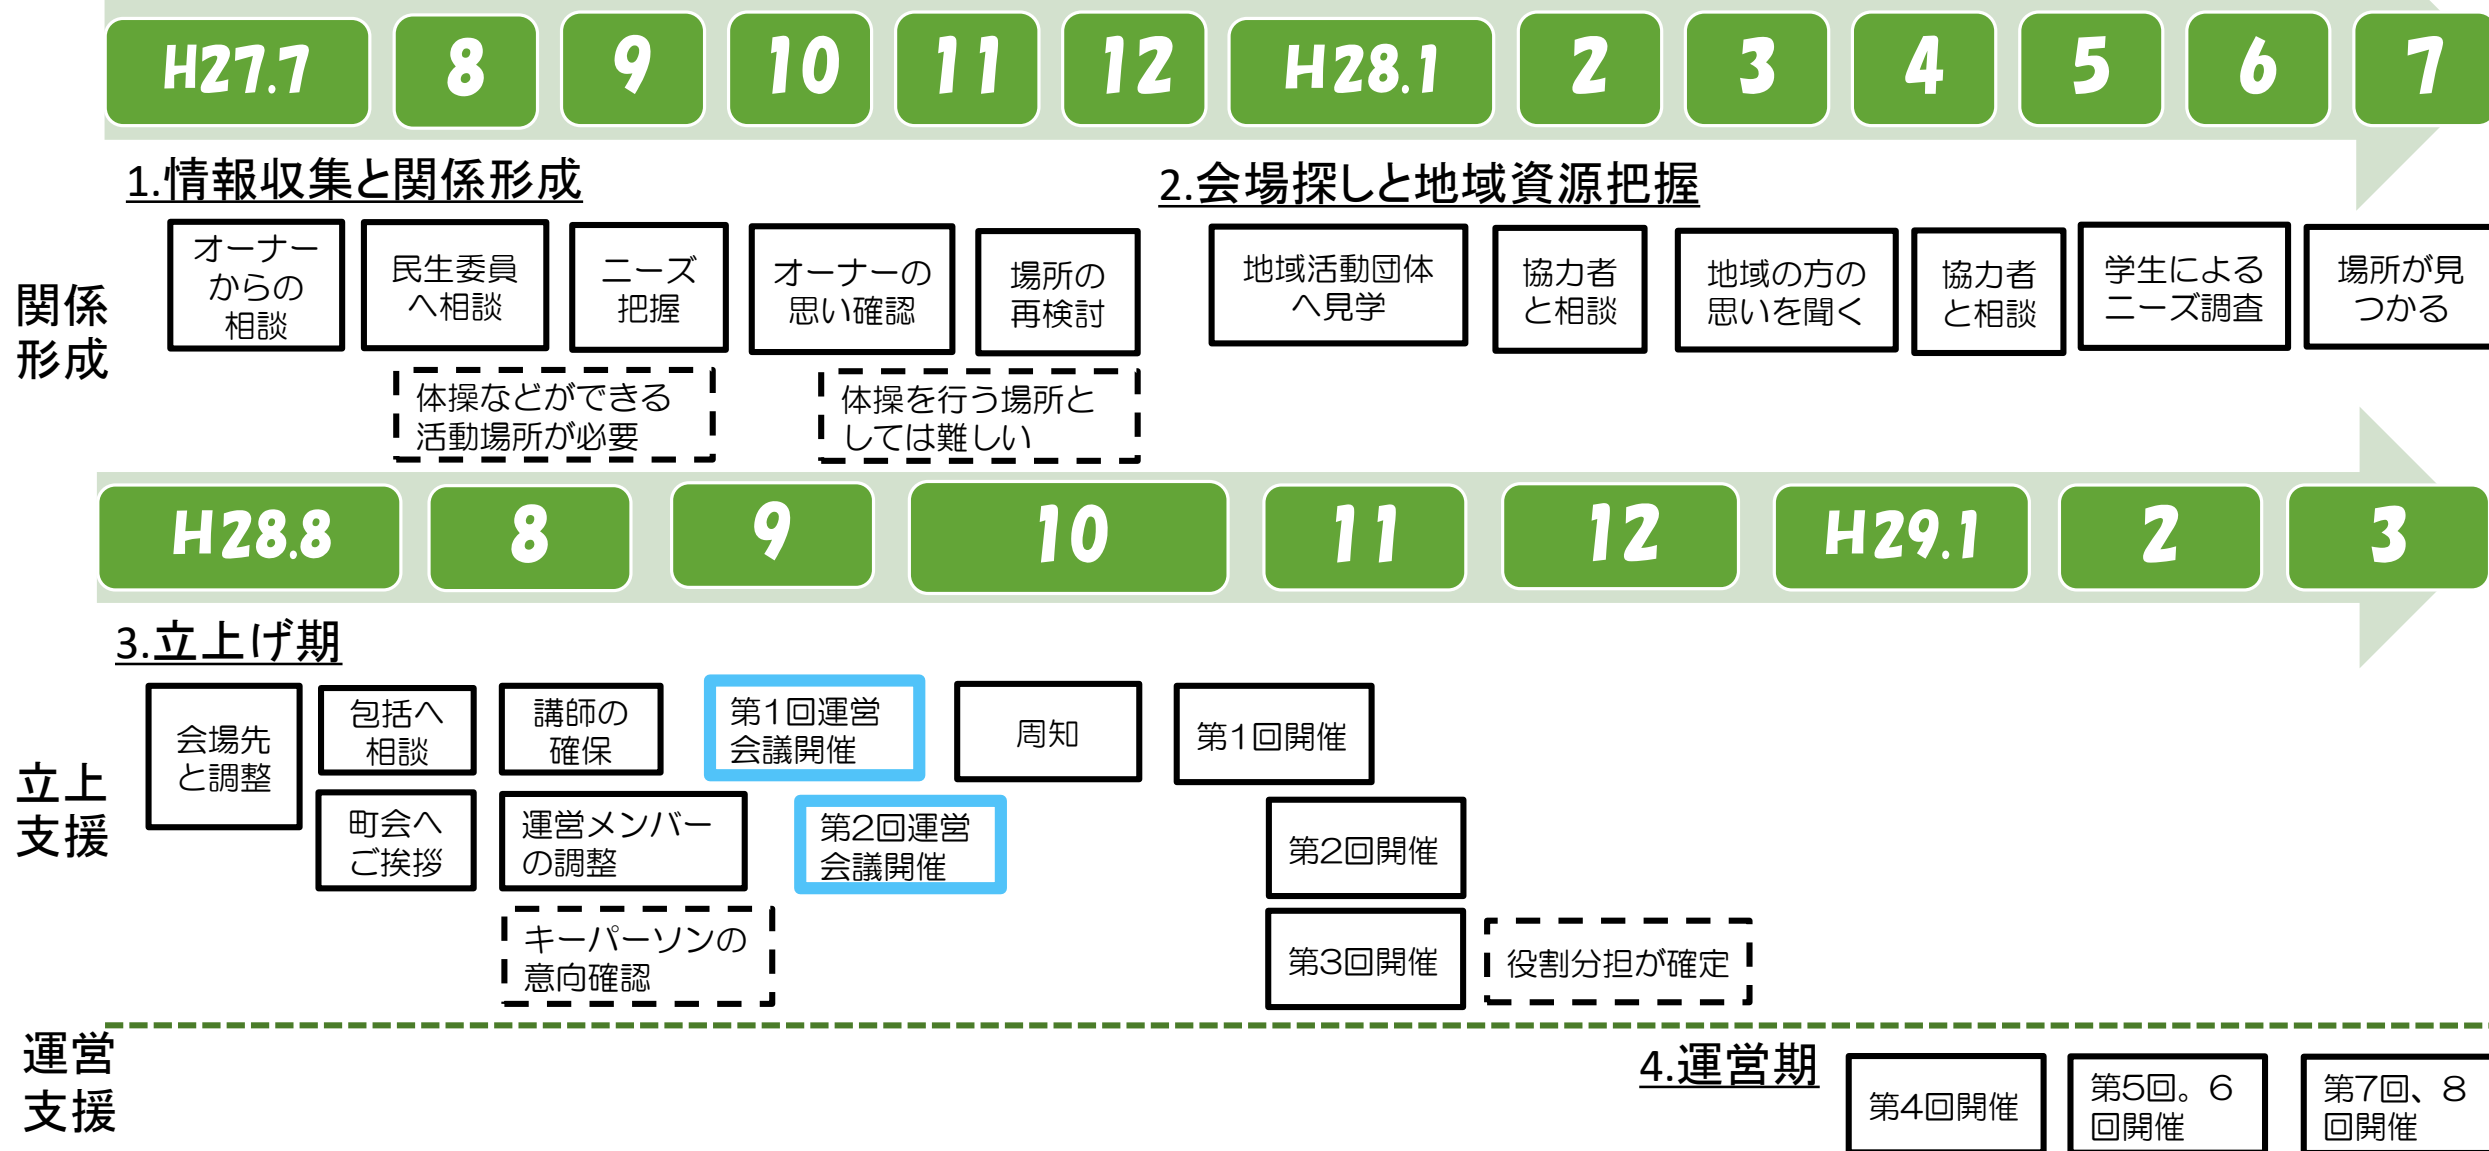 H27.7
8
9
10
11
12
H28.1
2
3
4
5
6
7
1.情報収集と関係形成
2.会場探しと地域資源把握
関係
形成
オーナー
からの
相談
民生委員
へ相談
ニーズ
把握
オーナーの
思い確認
場所の
再検討
地域活動団体
へ見学
協力者
と相談
地域の方の
思いを聞く
協力者
と相談
学生による
ニーズ調査
場所が見
つかる
体操などができる
活動場所が必要
体操を行う場所と
しては難しい
H28.8
8
9
10
11
12
H29.1
2
3
3.立上げ期
立上
支援
会場先
と調整
包括へ
相談
講師の
確保
第1回運営
会議開催
周知
第1回開催
町会へ
ご挨拶
運営メンバー
の調整
第2回運営
会議開催
第2回開催
キーパーソンの
意向確認
第3回開催
役割分担が確定
運営
支援
4.運営期
第4回開催
第5回。6
回開催
第7回、8
回開催